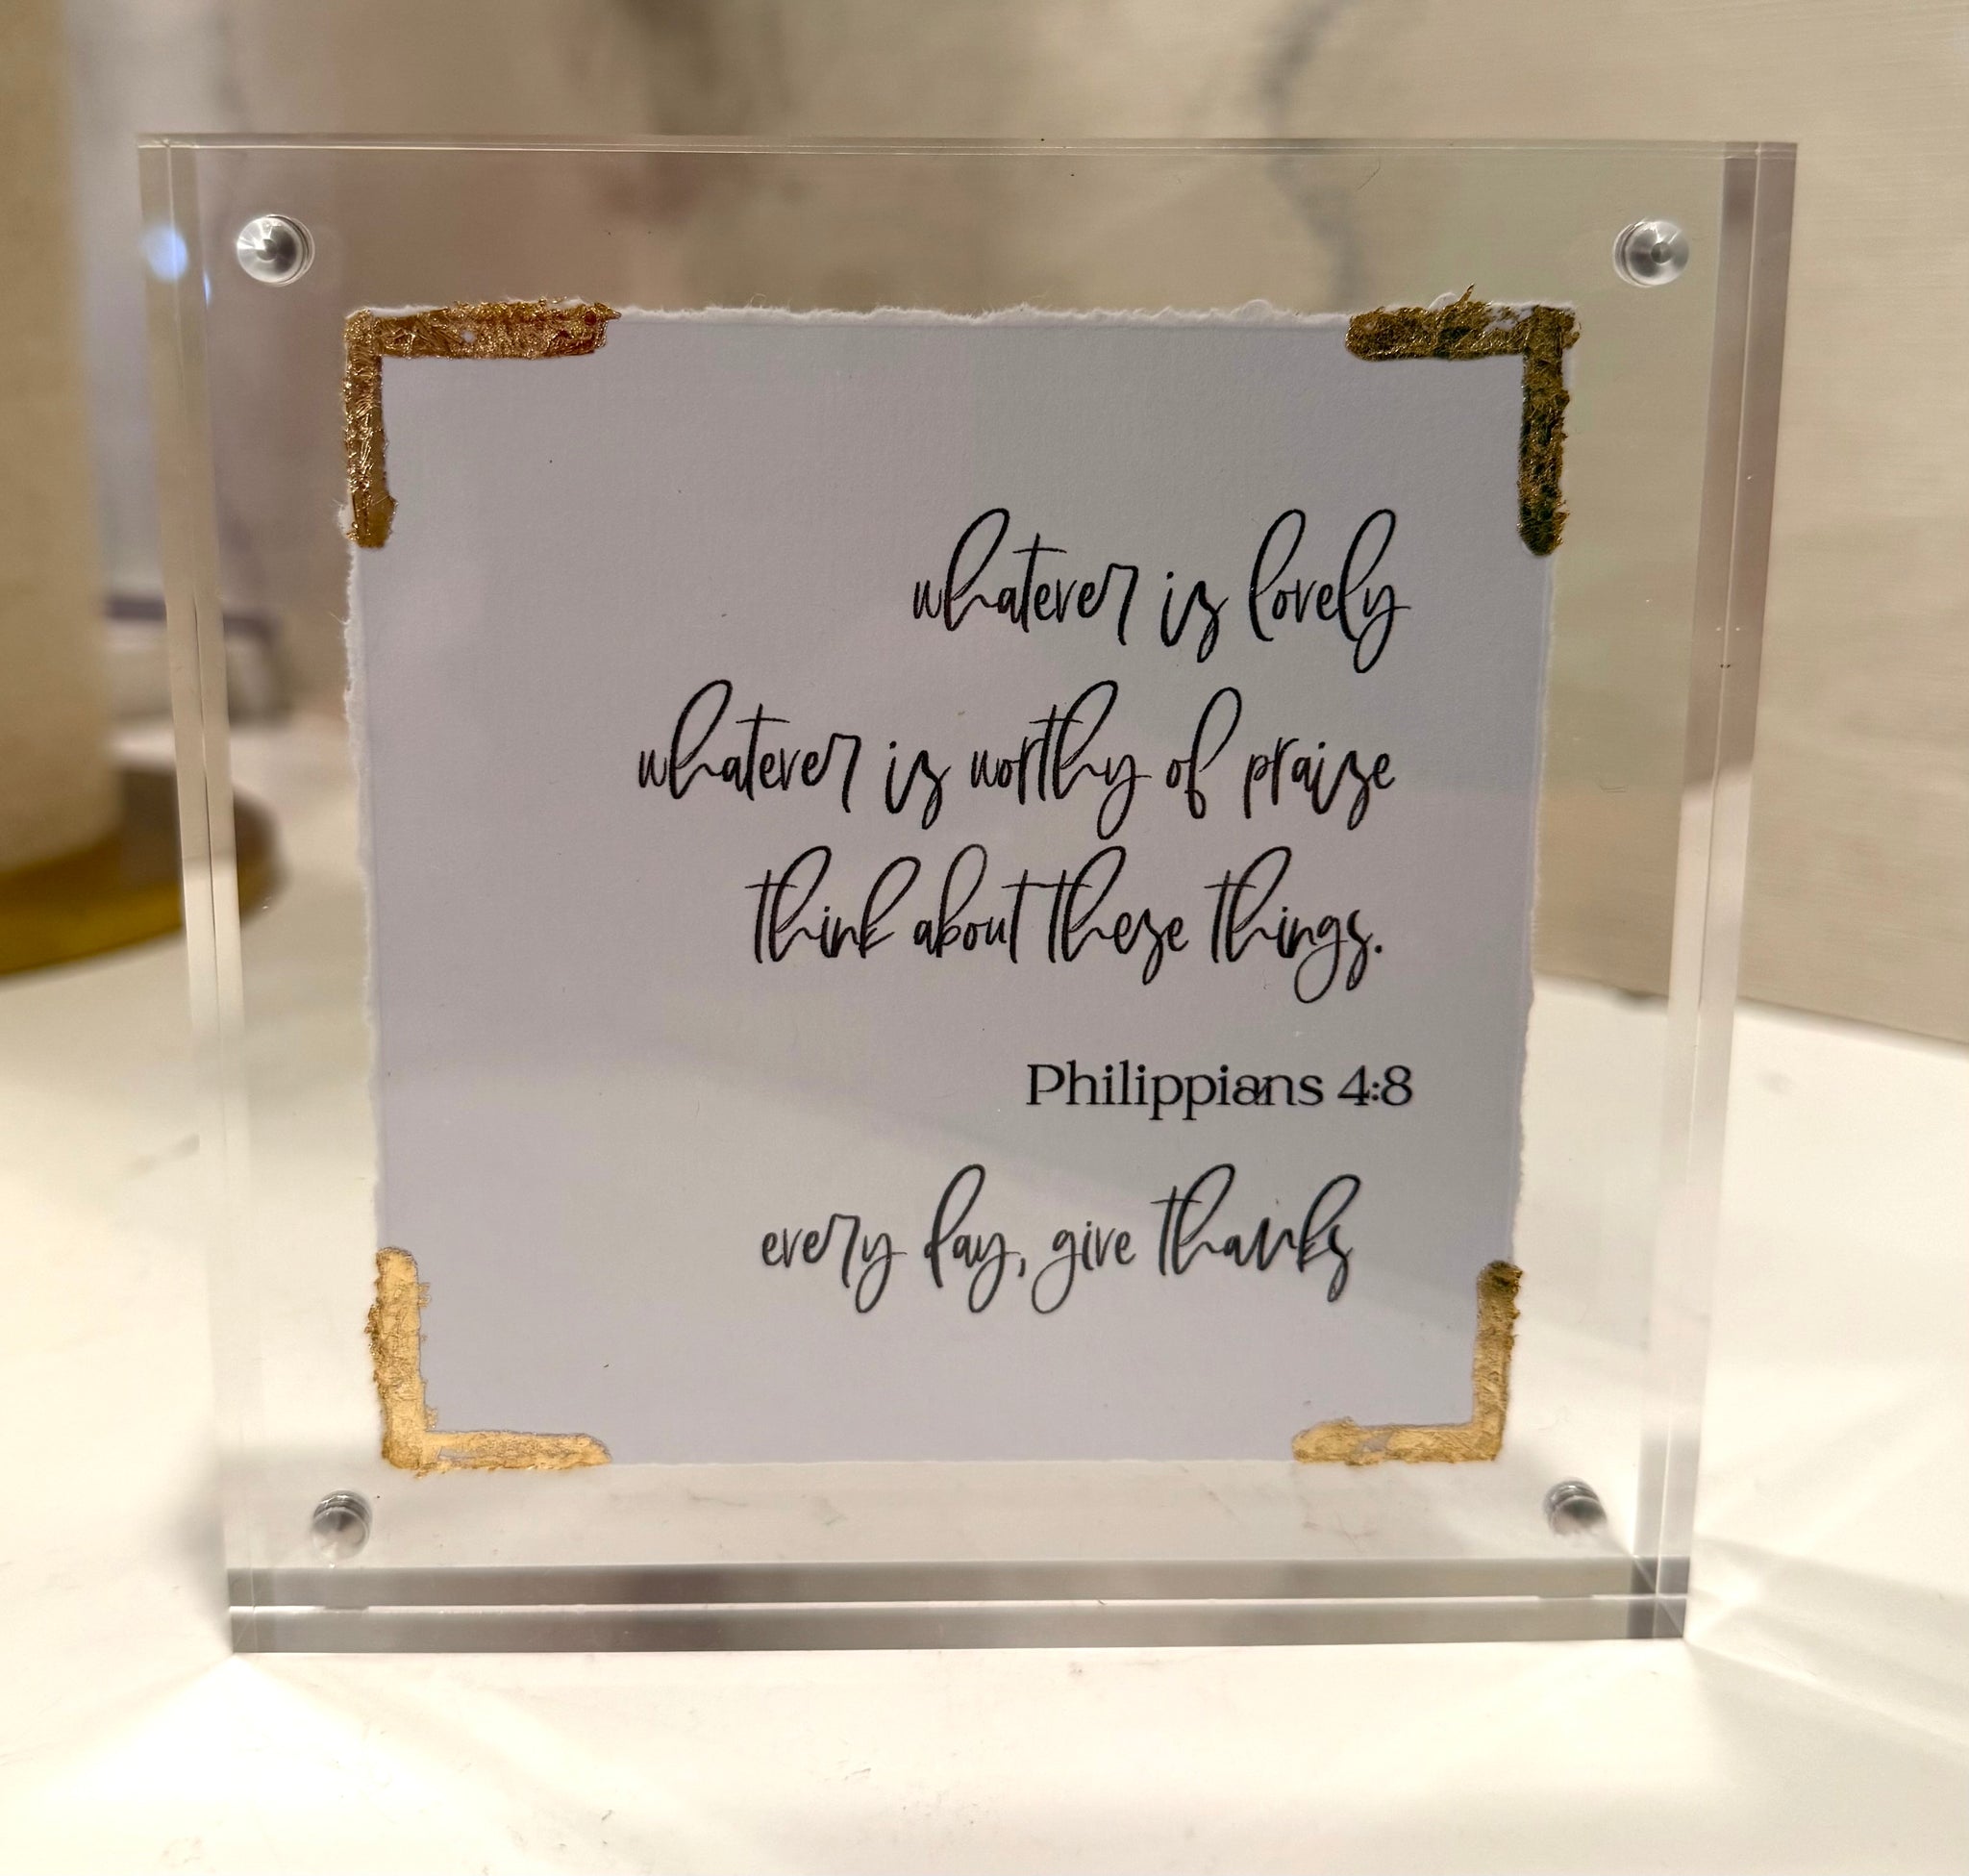 whatever is lovely
whatever is worthy of praise
think about these things.
Philippians 4:8
every day, give thanks